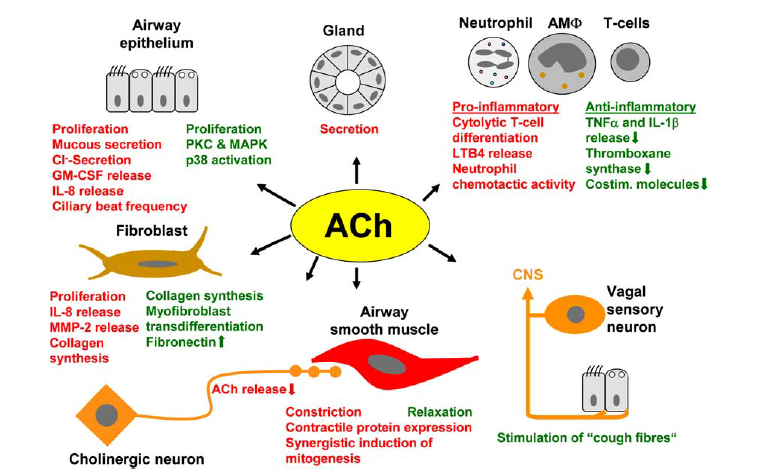 Airway
epithelium
Proliferation
Mucous secretion
Cl⁻-Secretion
GM-CSF release
IL-8 release
Ciliary beat frequency
Proliferation
PKC & MAPK
p38 activation
Gland
Secretion
Neutrophil
AMΦ
T-cells
Pro-inflammatory
Cytolytic T-cell
differentiation
LTB4 release
Neutrophil
chemotactic activity
Anti-inflammatory
TNFα and IL-1β
release⬇
Thromboxane
synthase⬇
Costim. molecules⬇
ACh
Fibroblast
Proliferation
IL-8 release
MMP-2 release
Collagen
synthesis
Collagen synthesis
Myofibroblast
transdifferentiation
Fibronectin⬆
Airway
smooth muscle
ACh release⬇
Constriction
Relaxation
Contractile protein expression
Synergistic induction of
mitogenesis
Cholinergic neuron
CNS
Vagal
sensory
neuron
Stimulation of “cough fibres“